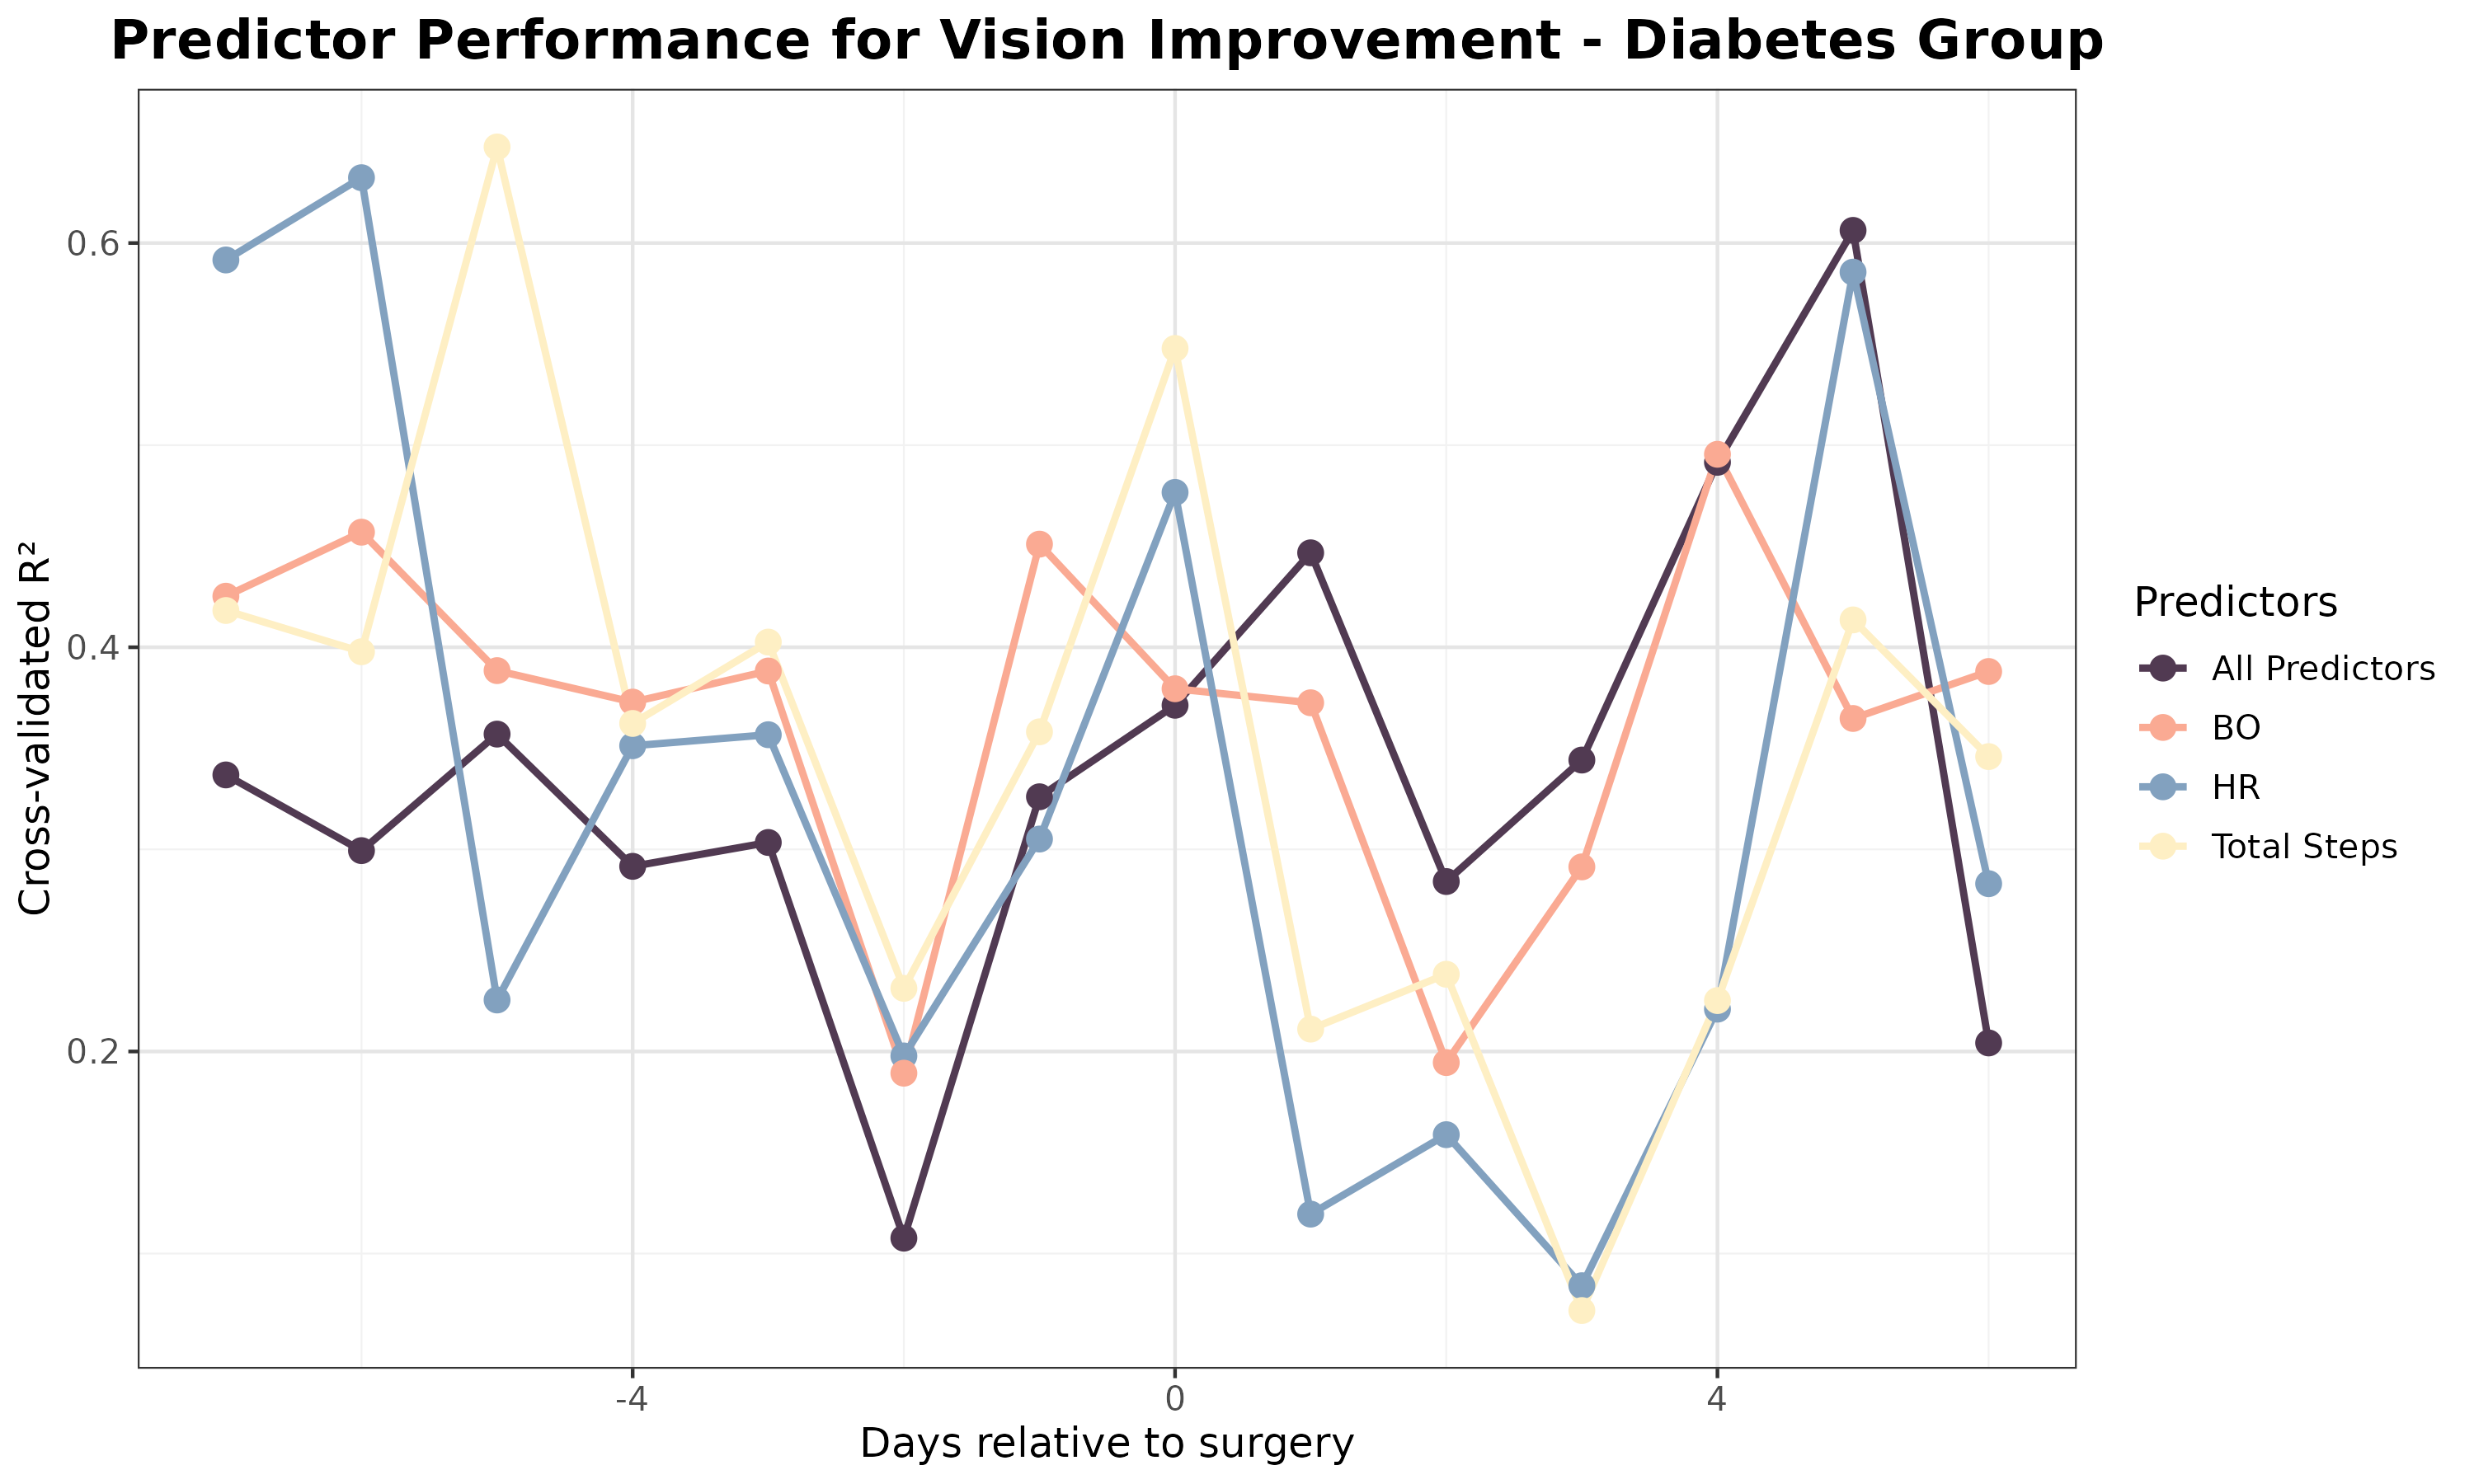 Predictor Performance for Vision Improvement - Diabetes Group
Cross-validated R²
0.6
0.4
0.2
-4
0
4
Days relative to surgery
Predictors
All Predictors
BO
HR
Total Steps